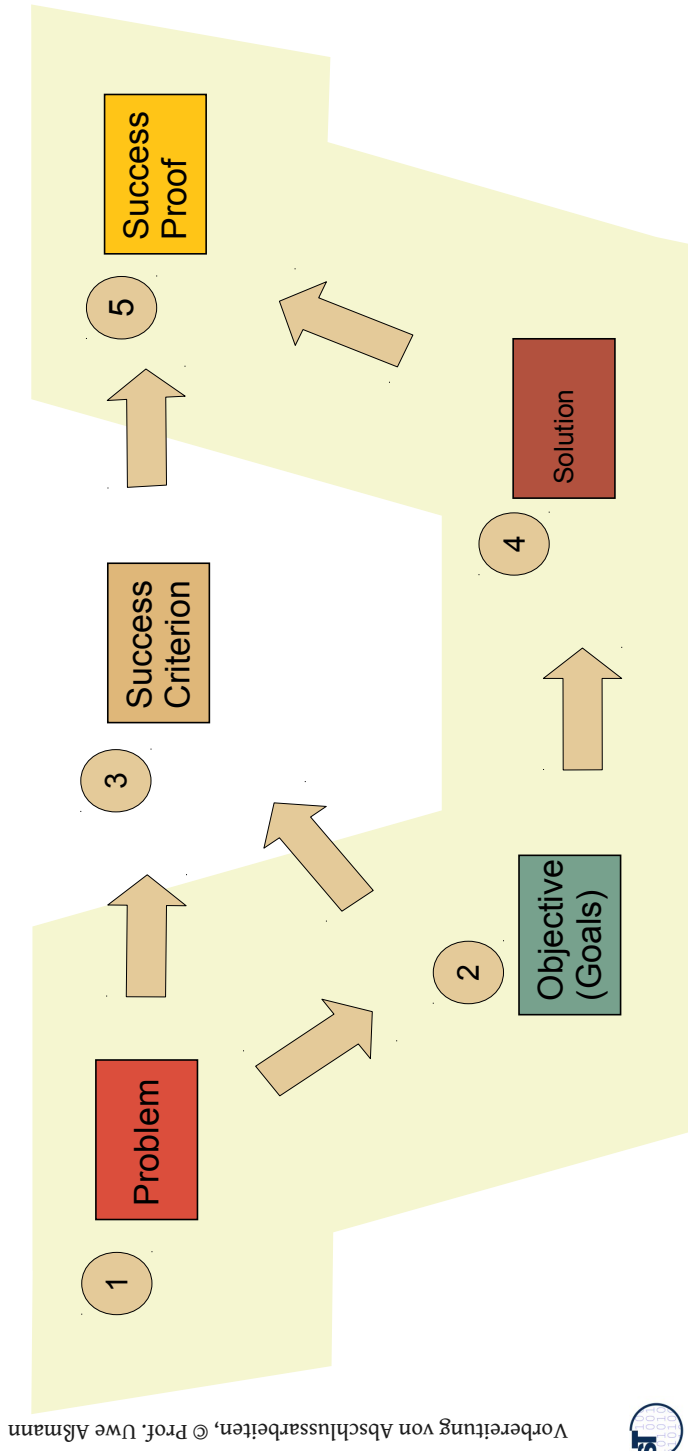 1
Problem
2
Objective
(Goals)
3
Success
Criterion
4
Solution
5
Success
Proof
Vorbereitung von Abschlussarbeiten, © Prof. Uwe Aßmann